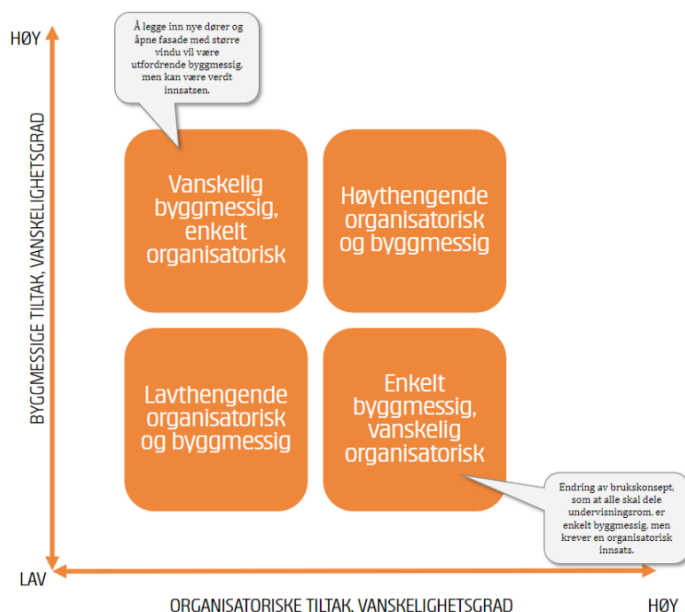 HØY
Å legge inn nye dører og
åpne fasade med større
vindu vil være
utfordrende byggmessig,
men kan være verdt
innsatsen.
BYGGMESSIGE TILTAK, VANSKELIGHETSGRAD
Vanskelig
byggmessig,
enkelt
organisatorisk
Høythengende
organisatorisk
og byggmessig
Lavthengende
organisatorisk
og byggmessig
Enkelt
byggmessig,
vanskelig
organisatorisk
Endring av brukskonsept,
som at alle skal dele
undervisningsrom, er
enkelt byggmessig, men
krever en organisatorisk
innsats.
LAV
ORGANISATORISKE TILTAK, VANSKELIGHETSGRAD
HØY